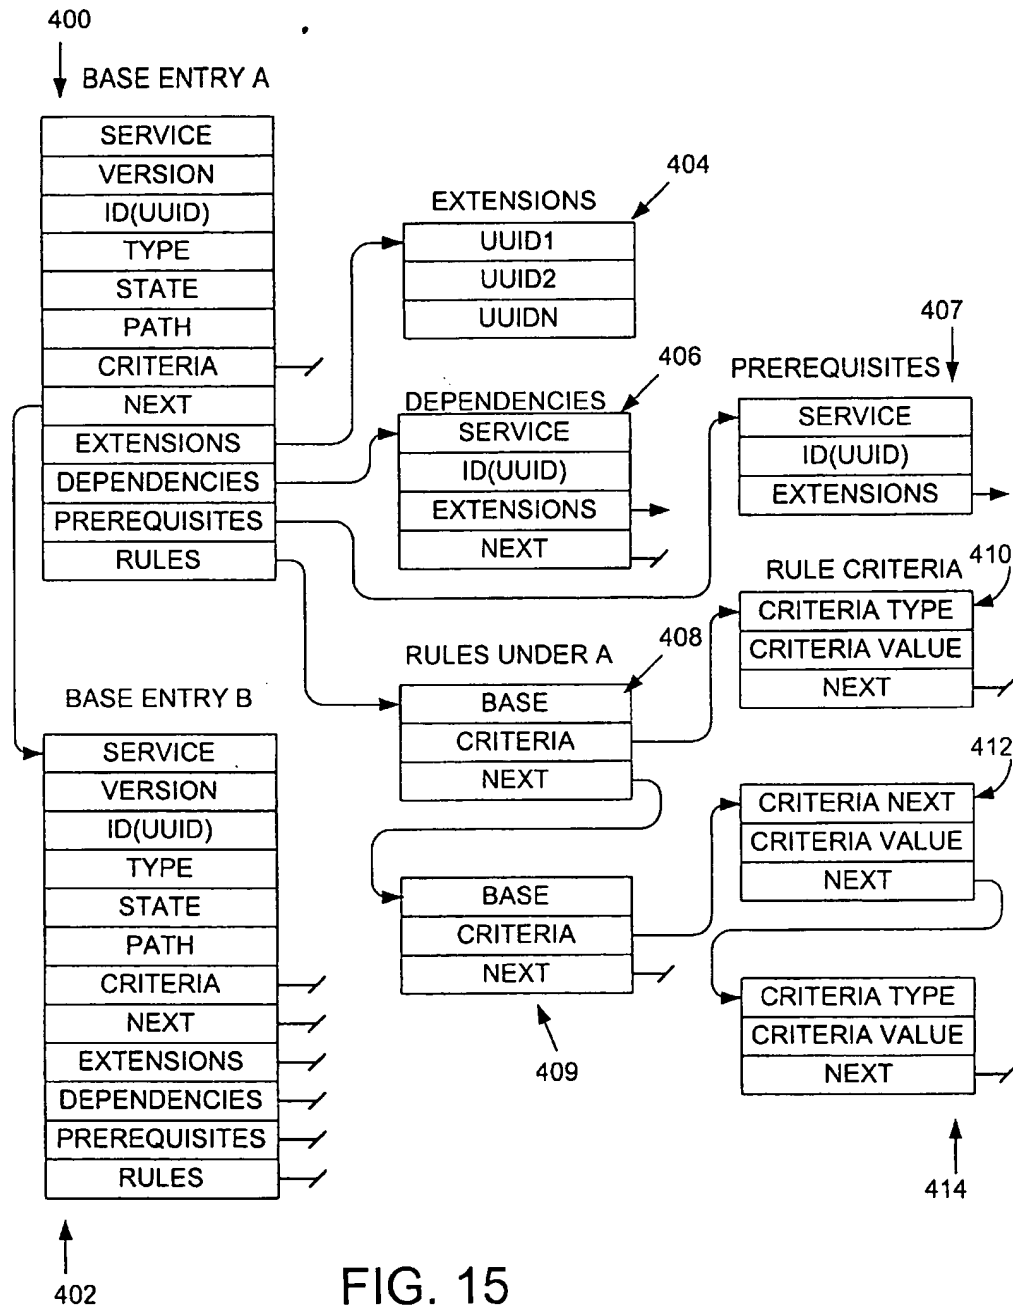 400
BASE ENTRY A
SERVICE
VERSION
ID(UUID)
TYPE
STATE
PATH
CRITERIA
NEXT
EXTENSIONS
DEPENDENCIES
PREREQUISITES
RULES
404
EXTENSIONS
UUID1
UUID2
UUIDN
406
DEPENDENCIES
SERVICE
ID(UUID)
EXTENSIONS
NEXT
407
PREREQUISITES
SERVICE
ID(UUID)
EXTENSIONS
RULE CRITERIA
410
CRITERIA TYPE
CRITERIA VALUE
NEXT
RULES UNDER A
408
BASE
CRITERIA
NEXT
412
CRITERIA NEXT
CRITERIA VALUE
NEXT
BASE
CRITERIA
NEXT
409
CRITERIA TYPE
CRITERIA VALUE
NEXT
414
BASE ENTRY B
SERVICE
VERSION
ID(UUID)
TYPE
STATE
PATH
CRITERIA
NEXT
EXTENSIONS
DEPENDENCIES
PREREQUISITES
RULES
402
FIG. 15